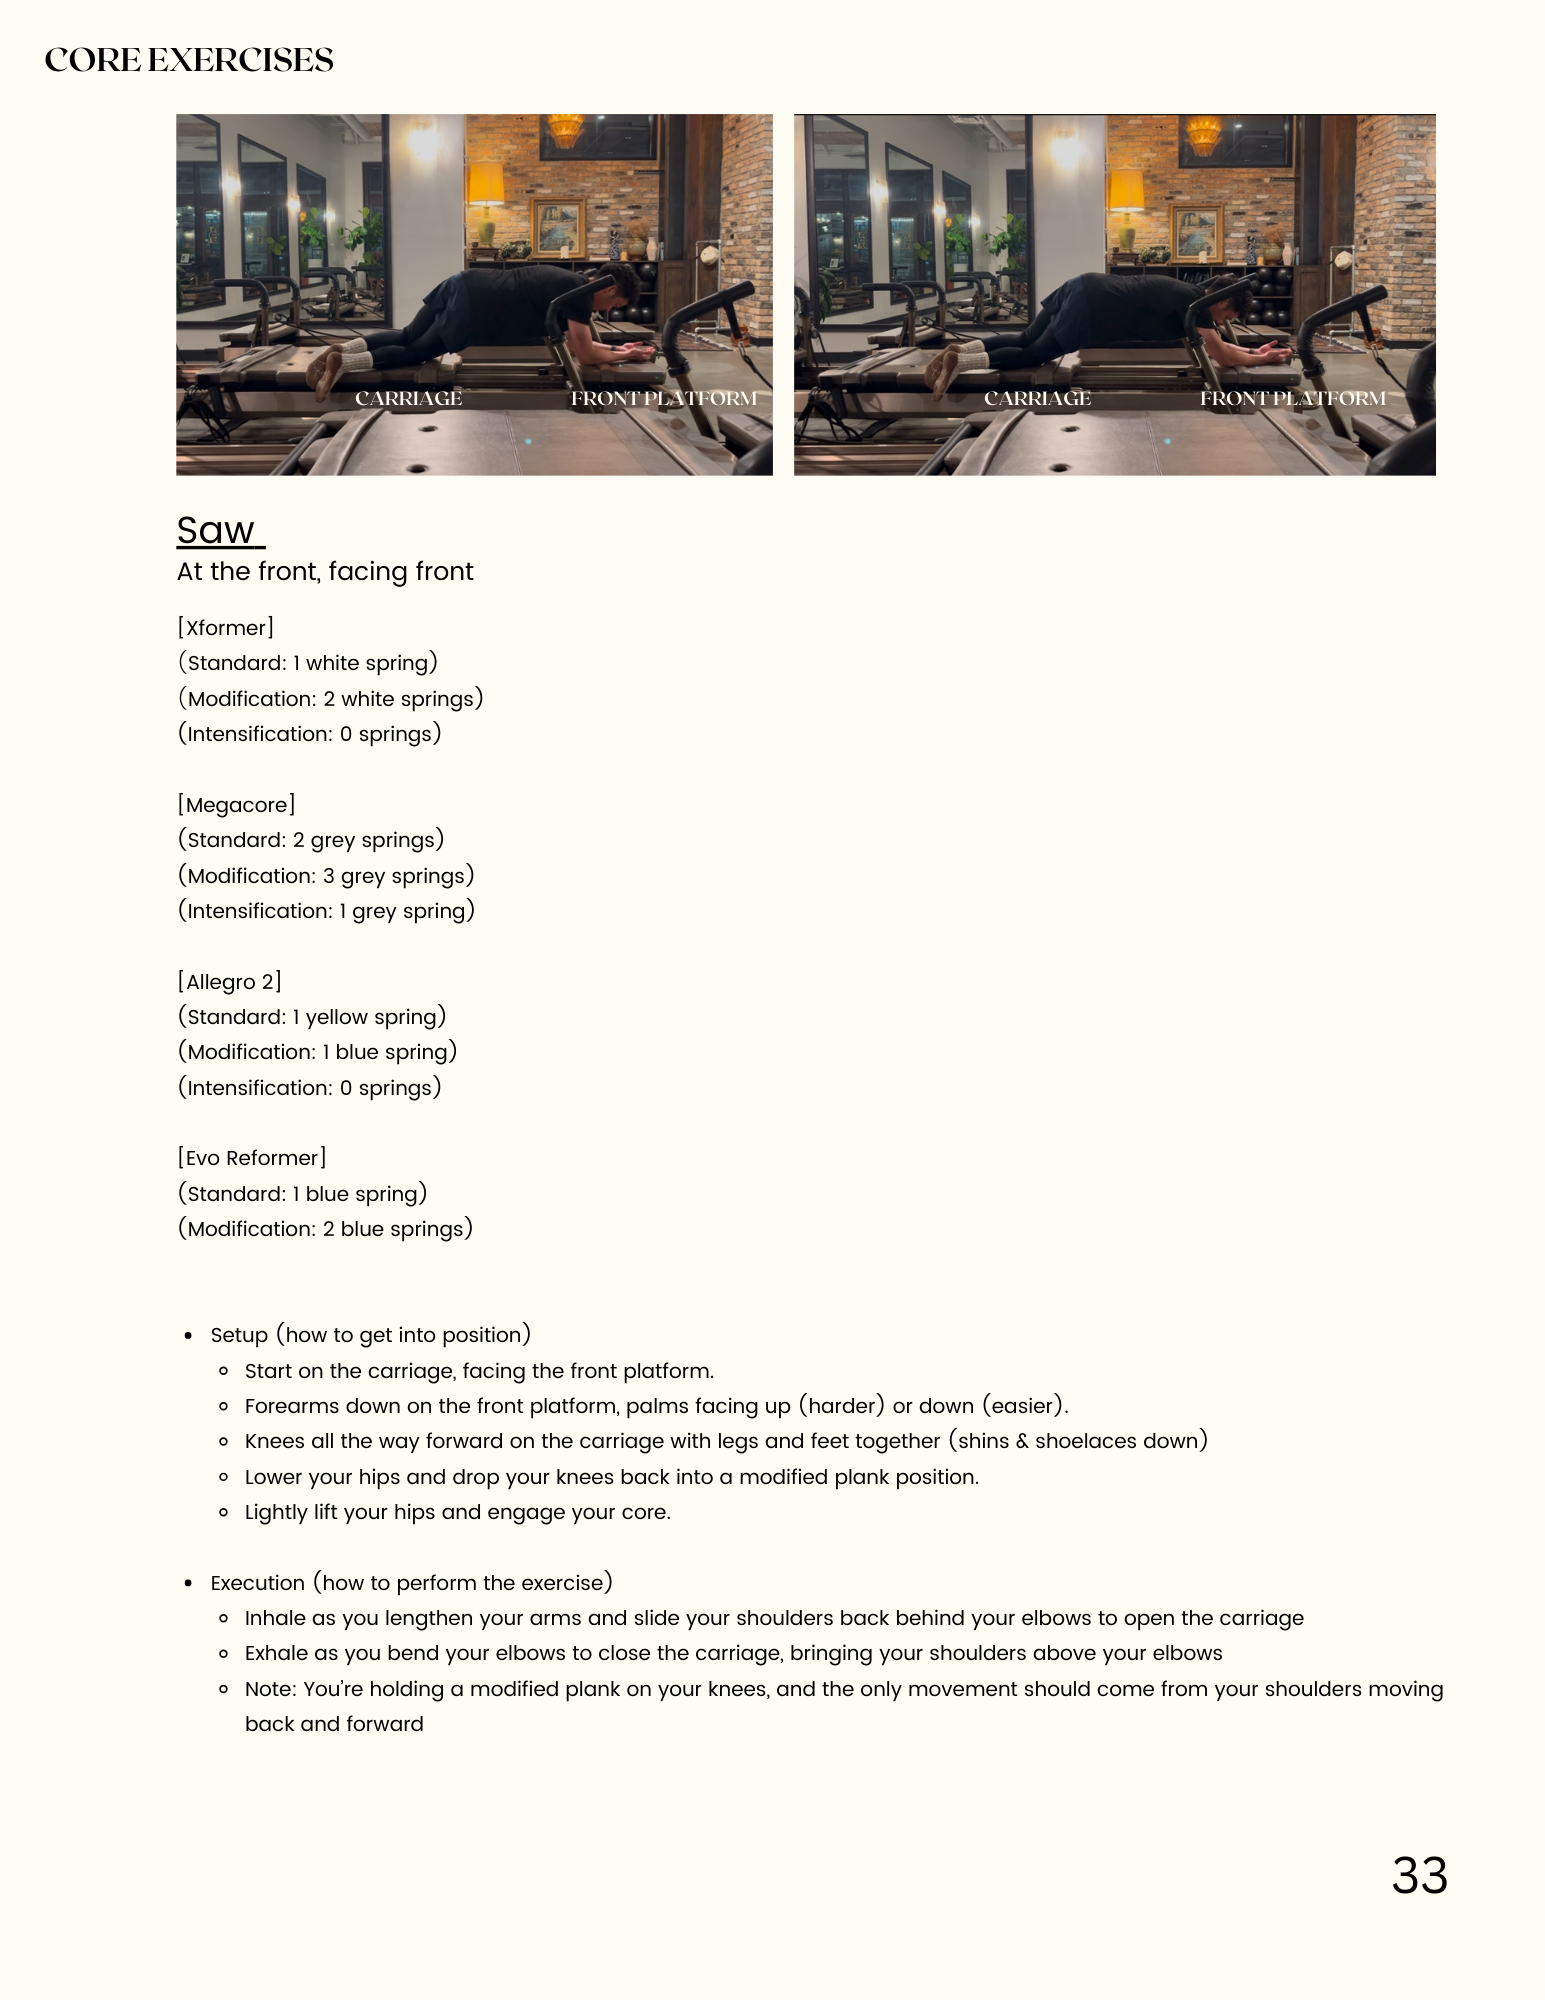 CORE EXERCISES
CARRIAGE
FRONT PLATFORM
CARRIAGE
FRONT PLATFORM
Saw
At the front, facing front
[Xformer]
(Standard: 1 white spring)
(Modification: 2 white springs)
(Intensification: 0 springs)
[Megacore]
(Standard: 2 grey springs)
(Modification: 3 grey springs)
(Intensification: 1 grey spring)
[Allegro 2]
(Standard: 1 yellow spring)
(Modification: 1 blue spring)
(Intensification: 0 springs)
[Evo Reformer]
(Standard: 1 blue spring)
(Modification: 2 blue springs)
• Setup (how to get into position)
◦ Start on the carriage, facing the front platform.
◦ Forearms down on the front platform, palms facing up (harder) or down (easier).
◦ Knees all the way forward on the carriage with legs and feet together (shins & shoelaces down)
◦ Lower your hips and drop your knees back into a modified plank position.
◦ Lightly lift your hips and engage your core.
• Execution (how to perform the exercise)
◦ Inhale as you lengthen your arms and slide your shoulders back behind your elbows to open the carriage
◦ Exhale as you bend your elbows to close the carriage, bringing your shoulders above your elbows
◦ Note: You’re holding a modified plank on your knees, and the only movement should come from your shoulders moving
back and forward
33